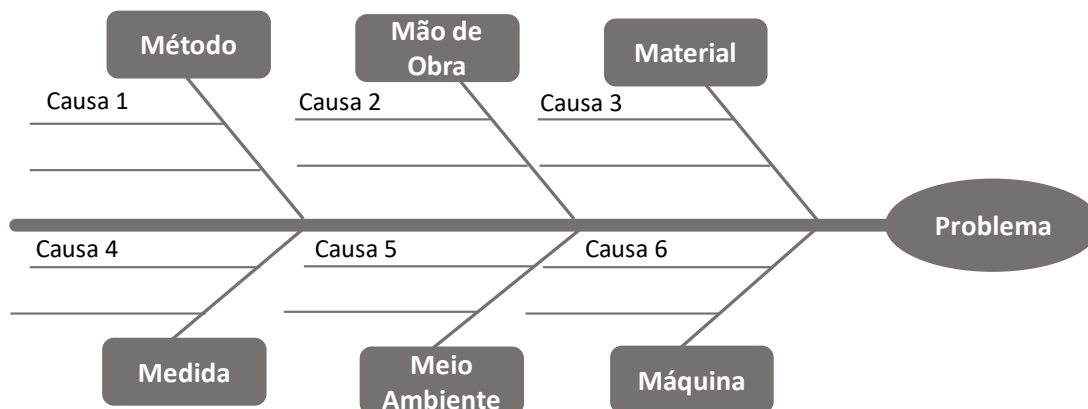 Método
Mão de
Obra
Material
Causa 1
Causa 2
Causa 3
Problema
Causa 4
Causa 5
Causa 6
Medida
Meio
Ambiente
Máquina